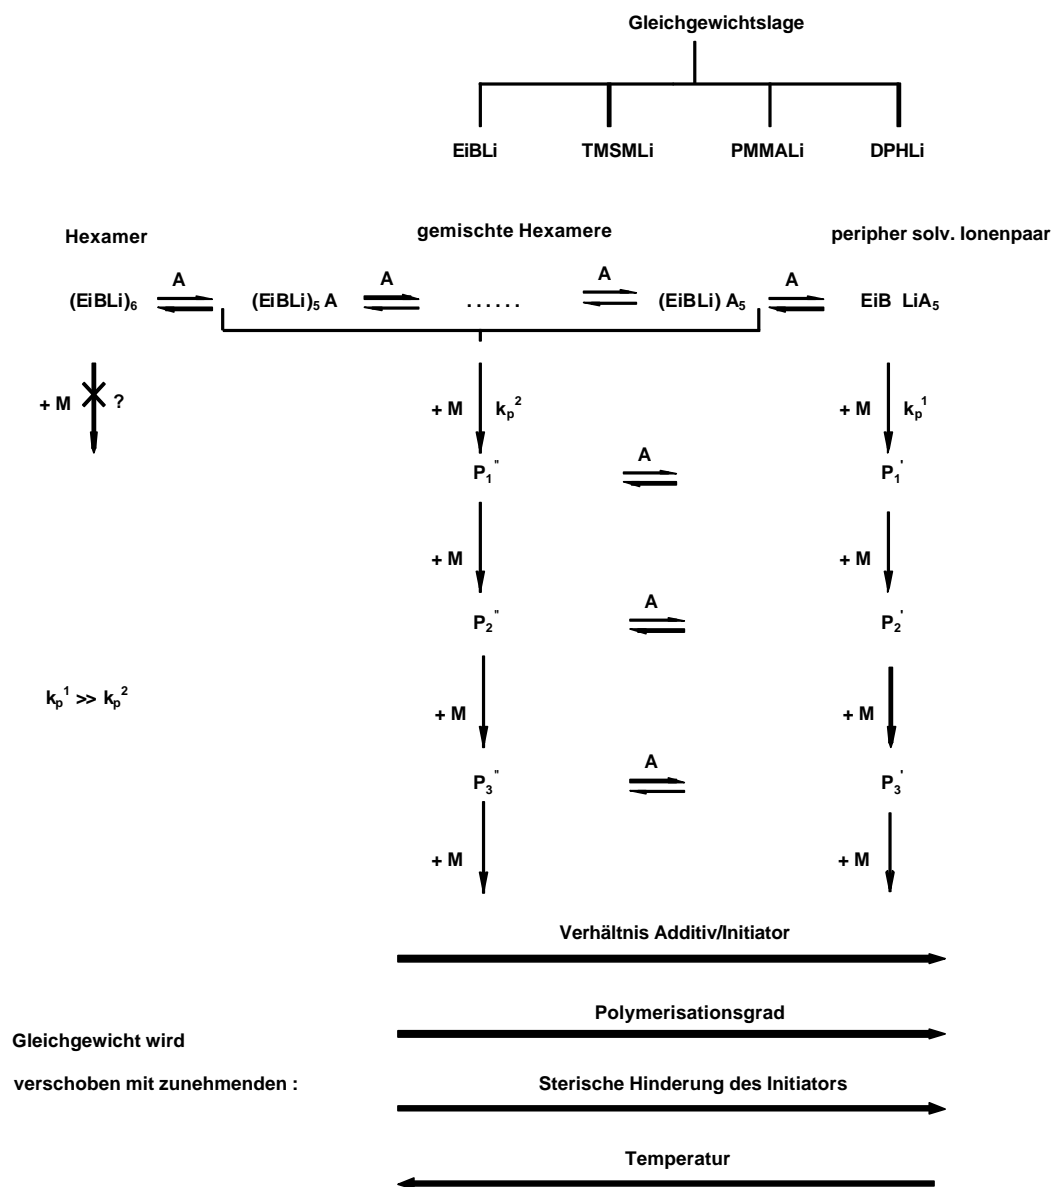 Gleichgewichtslage
EiBLi TMSMLi PMMALi DPHLi
Hexamer gemischte Hexamere peripher solv. Ionenpaar
A A A A
(EiBLi)₆ (EiBLi)₅ A ...... (EiBLi) A₅ EiB LiA₅
+ M ? + M kₚ² + M kₚ¹
A
P₁" P₁'
+ M + M
A
P₂" P₂'
kₚ¹ >> kₚ²
+ M + M
A
P₃" P₃'
+ M + M
Verhältnis Additiv/Initiator
Polymerisationsgrad
Gleichgewicht wird
verschoben mit zunehmenden : Sterische Hinderung des Initiators
Temperatur